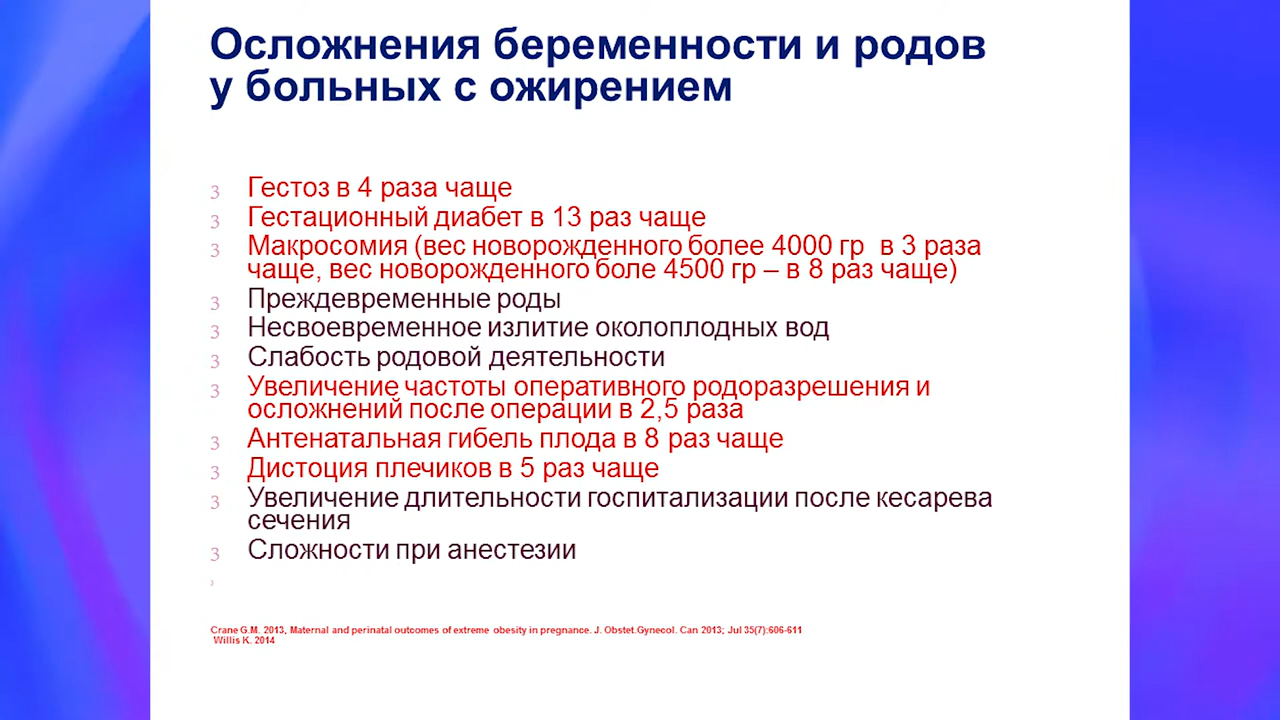 Осложнения беременности и родов
у больных с ожирением
з Гестоз в 4 раза чаще
з Гестационный диабет в 13 раз чаще
з Макросомия (вес новорожденного более 4000 гр в 3 раза
чаще, вес новорожденного боле 4500 гр – в 8 раз чаще)
з Преждевременные роды
з Несвоевременное излитие околоплодных вод
з Слабость родовой деятельности
з Увеличение частоты оперативного родоразрешения и
осложнений после операции в 2,5 раза
з Антенатальная гибель плода в 8 раз чаще
з Дистоция плечиков в 5 раз чаще
з Увеличение длительности госпитализации после кесарева
сечения
з Сложности при анестезии
з
Crane G.M. 2013, Maternal and perinatal outcomes of extreme obesity in pregnance. J. Obstet.Gynecol. Can 2013; Jul 35(7):606-611
Willis K. 2014